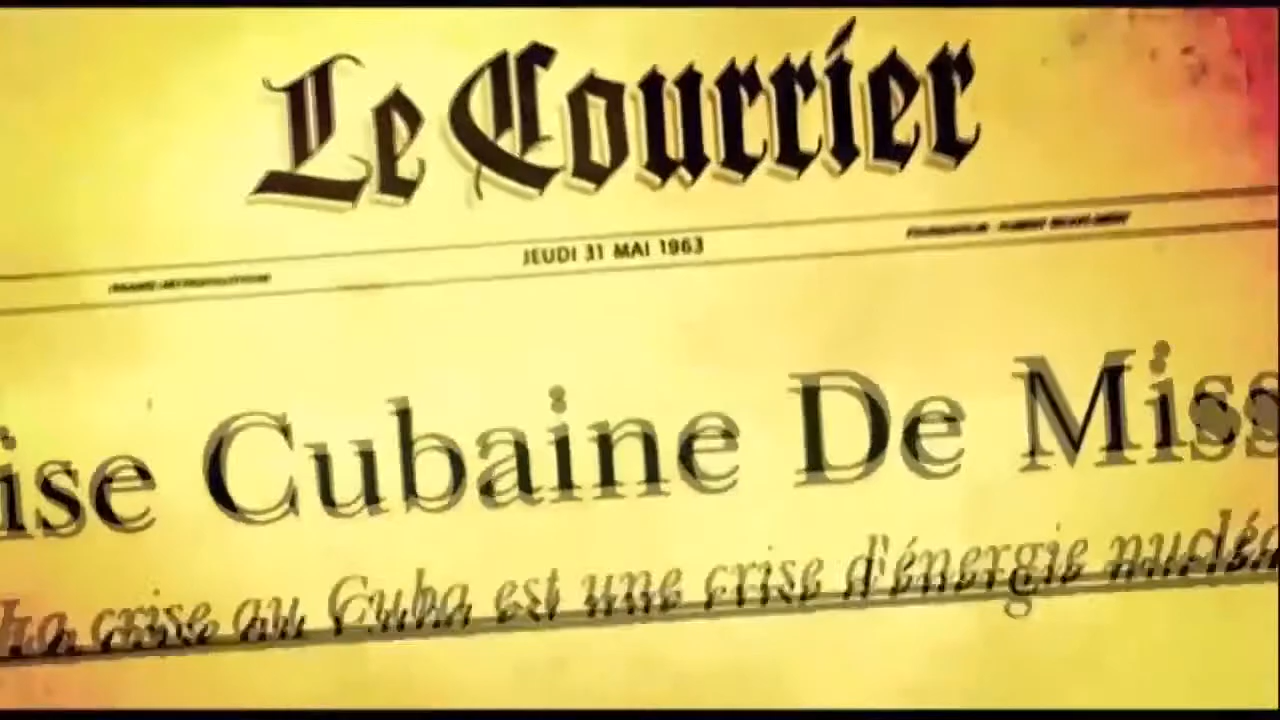 Le Courrier
JEUDI 31 MAI 1963
ise Cubaine De Miss
La crise au Cuba est une crise d'énergie nucléa